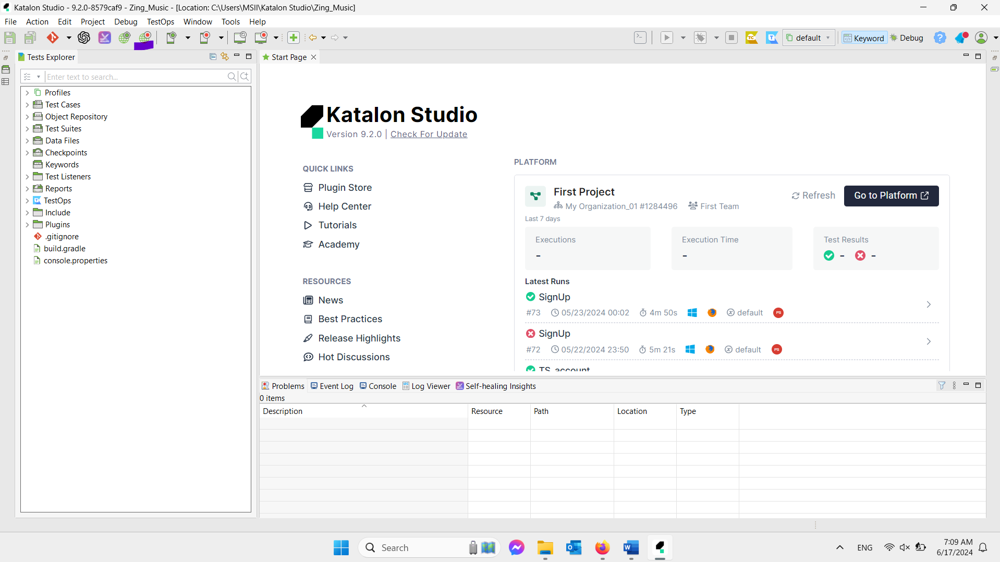 Katalon Studio - 9.2.0-8579caf9 - Zing_Music - [Location: C:\Users\MSII\Katalon Studio\Zing_Music]
File Action Edit Project Debug TestOps Window Tools Help
default Keyword Debug
Tests Explorer
Start Page
Enter text to search...
Profiles
Test Cases
Object Repository
Test Suites
Data Files
Checkpoints
Keywords
Test Listeners
Reports
TestOps
Include
Plugins
.gitignore
build.gradle
console.properties
Katalon Studio
Version 9.2.0 | Check For Update
QUICK LINKS
Plugin Store
Help Center
Tutorials
Academy
RESOURCES
News
Best Practices
Release Highlights
Hot Discussions
PLATFORM
First Project
My Organization_01 #1284496 First Team
Refresh
Go to Platform
Last 7 days
Executions
-
Execution Time
-
Test Results
- -
Latest Runs
SignUp
#73 05/23/2024 00:02 4m 50s default PS
SignUp
#72 05/22/2024 23:50 5m 21s default PS
TS_account
Problems Event Log Console Log Viewer Self-healing Insights
0 items
Description Resource Path Location Type
Search
ENG
7:09 AM
6/17/2024